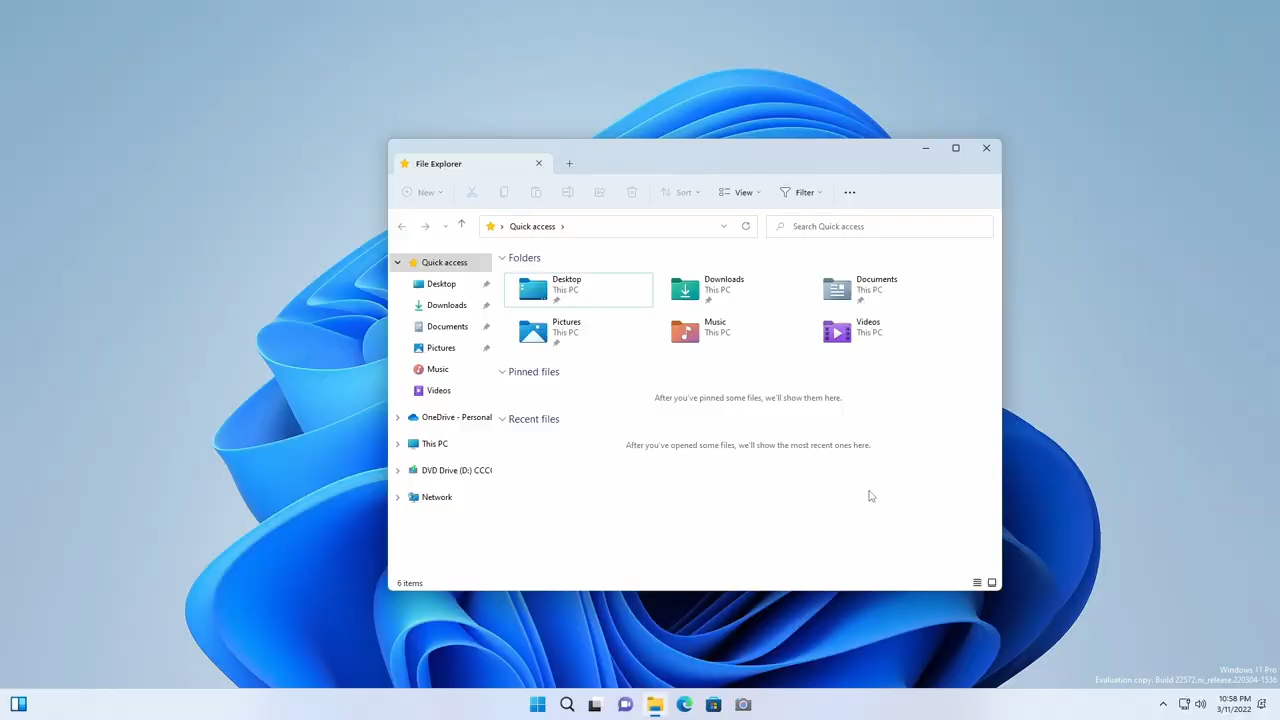 File Explorer
New
Sort
View
Filter
Quick access
Search Quick access
Quick access
Desktop
Downloads
Documents
Pictures
Music
Videos
OneDrive - Personal
This PC
DVD Drive (D:) CCC
Network
Folders
Desktop
This PC
Downloads
This PC
Documents
This PC
Pictures
This PC
Music
This PC
Videos
This PC
Pinned files
After you've pinned some files, we'll show them here.
Recent files
After you've opened some files, we'll show the most recent ones here.
6 items
Windows 11 Pro
Evaluation copy. Build 22572.ni_release.220304-1536
10:58 PM
3/11/2022